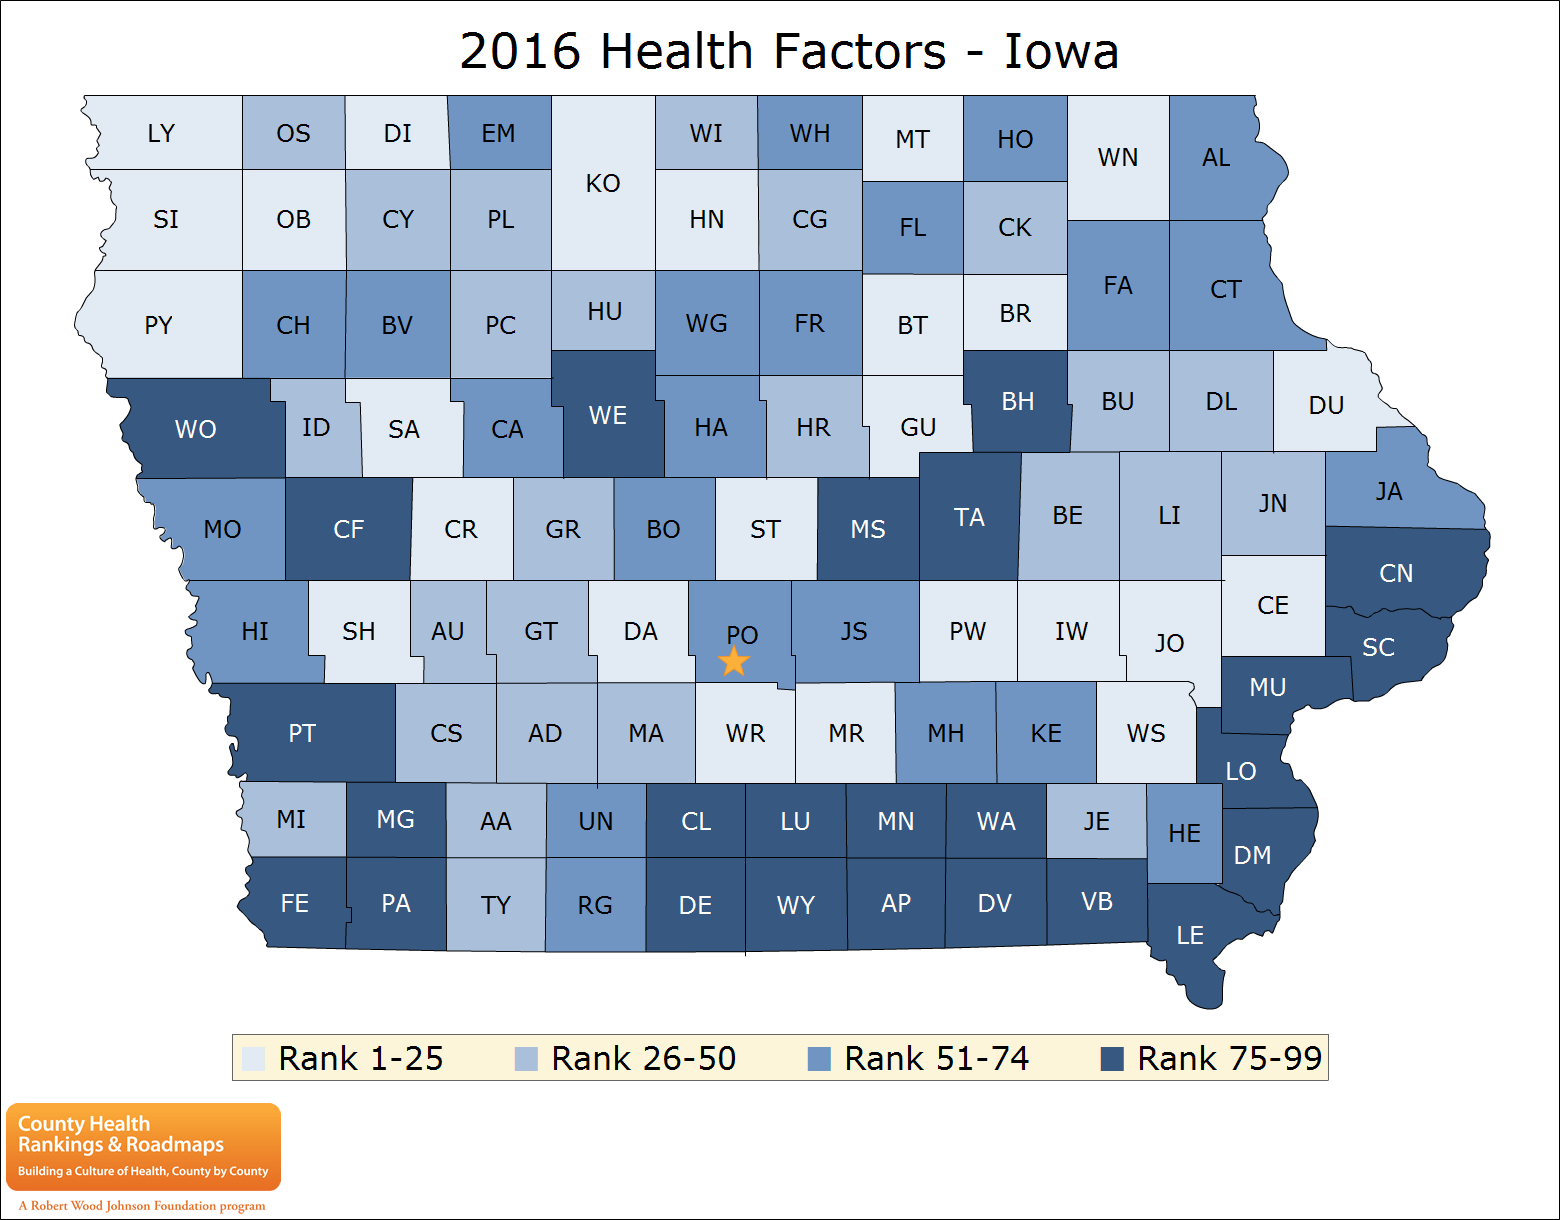 2016 Health Factors - Iowa
LY OS DI EM KO WI WH MT HO WN AL
SI OB CY PL HN CG FL CK
PY CH BV PC HU WG FR BT BR FA CT
WO ID SA CA WE HA HR GU BH BU DL DU
MO CF CR GR BO ST MS TA BE LI JN JA
HI SH AU GT DA PO JS PW IW JO CE CN
PT CS AD MA WR MR MH KE WS MU SC
MI MG AA UN CL LU MN WA JE HE LO
FE PA TY RG DE WY AP DV VB LE DM
Rank 1-25 Rank 26-50 Rank 51-74 Rank 75-99
County Health
Rankings & Roadmaps
Building a Culture of Health, County by County
A Robert Wood Johnson Foundation program